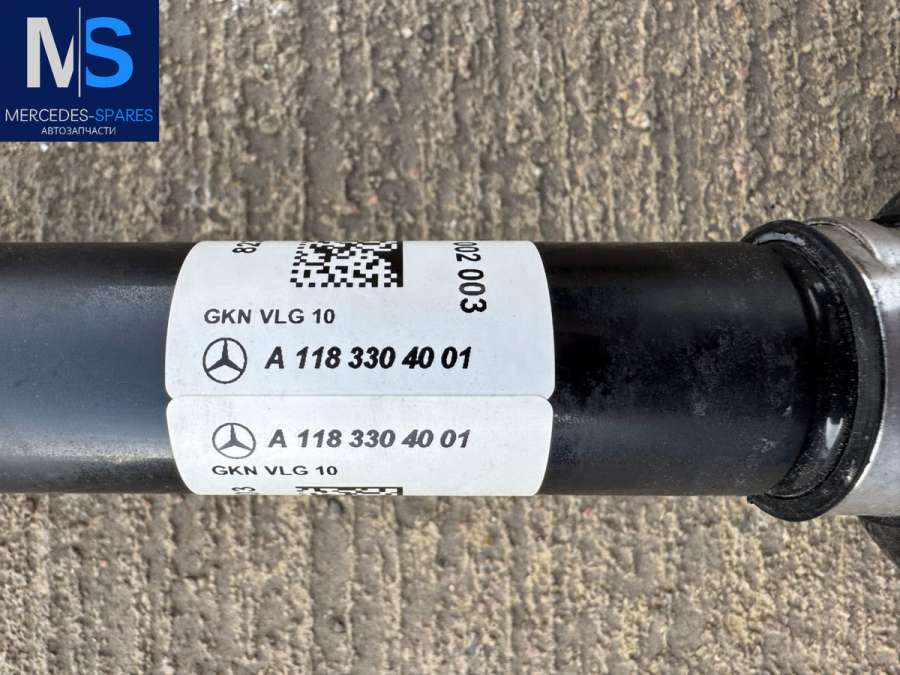 MS
MERCEDES-SPARES
АВТОЗАПЧАСТИ
828
002 003
GKN VLG 10
A 118 330 40 01
A 118 330 40 01
GKN VLG 10